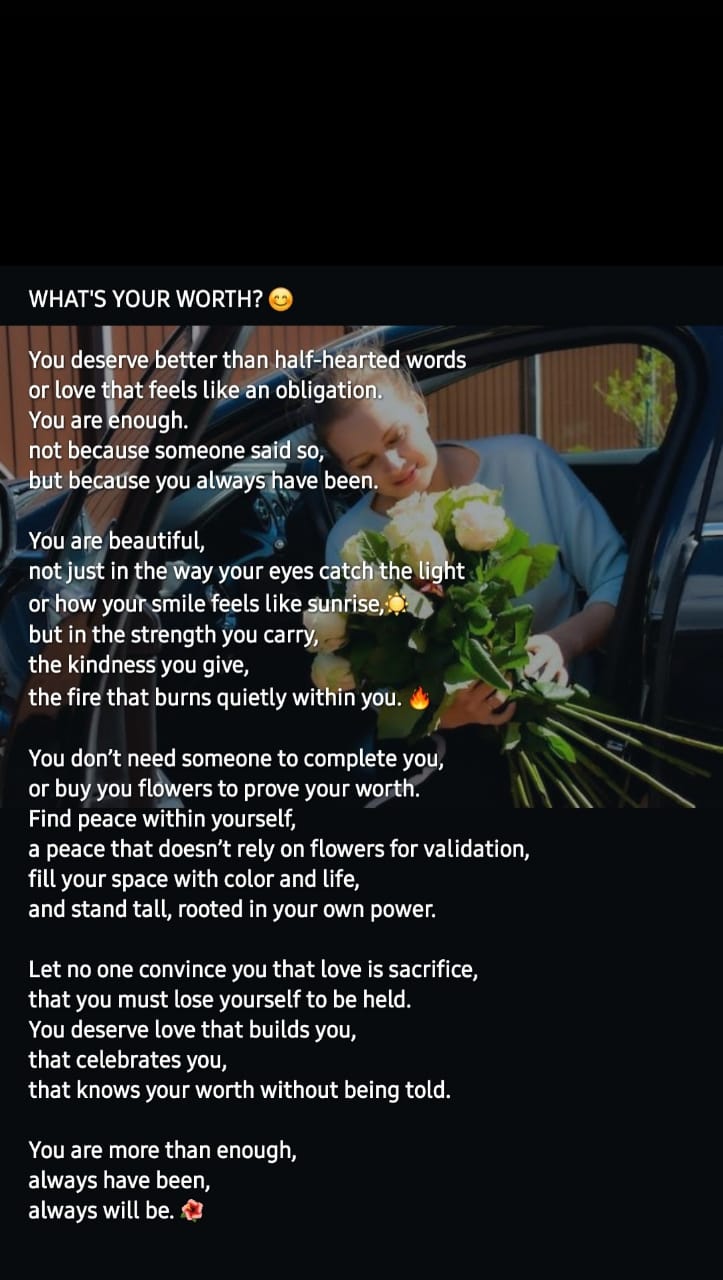 WHAT'S YOUR WORTH? 😊
You deserve better than half-hearted words
or love that feels like an obligation.
You are enough.
not because someone said so,
but because you always have been.
You are beautiful,
not just in the way your eyes catch the light
or how your smile feels like sunrise,☀️
but in the strength you carry,
the kindness you give,
the fire that burns quietly within you. 🔥
You don’t need someone to complete you,
or buy you flowers to prove your worth.
Find peace within yourself,
a peace that doesn’t rely on flowers for validation,
fill your space with color and life,
and stand tall, rooted in your own power.
Let no one convince you that love is sacrifice,
that you must lose yourself to be held.
You deserve love that builds you,
that celebrates you,
that knows your worth without being told.
You are more than enough,
always have been,
always will be. 🌺